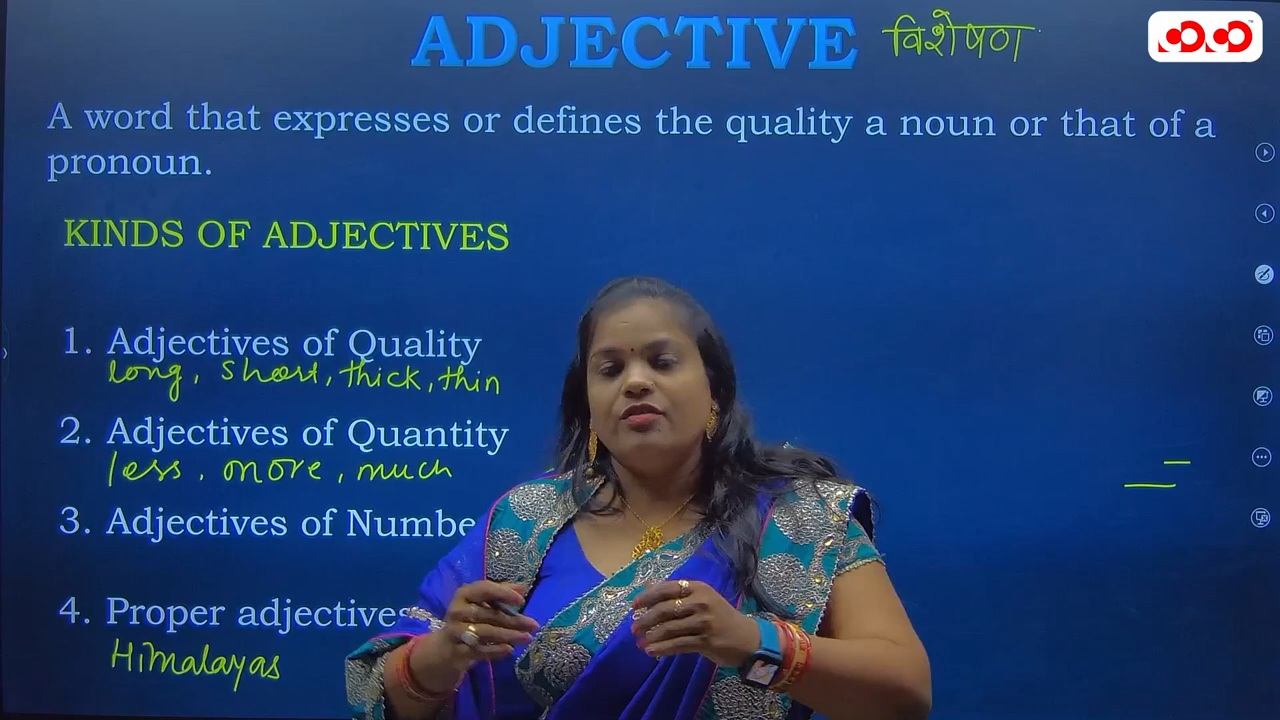 ADJECTIVE विशेषण
A word that expresses or defines the quality a noun or that of a
pronoun.
KINDS OF ADJECTIVES
1. Adjectives of Quality
long, short, thick, thin
2. Adjectives of Quantity
less, more, much
3. Adjectives of Numbe
4. Proper adjectives
Himalayas